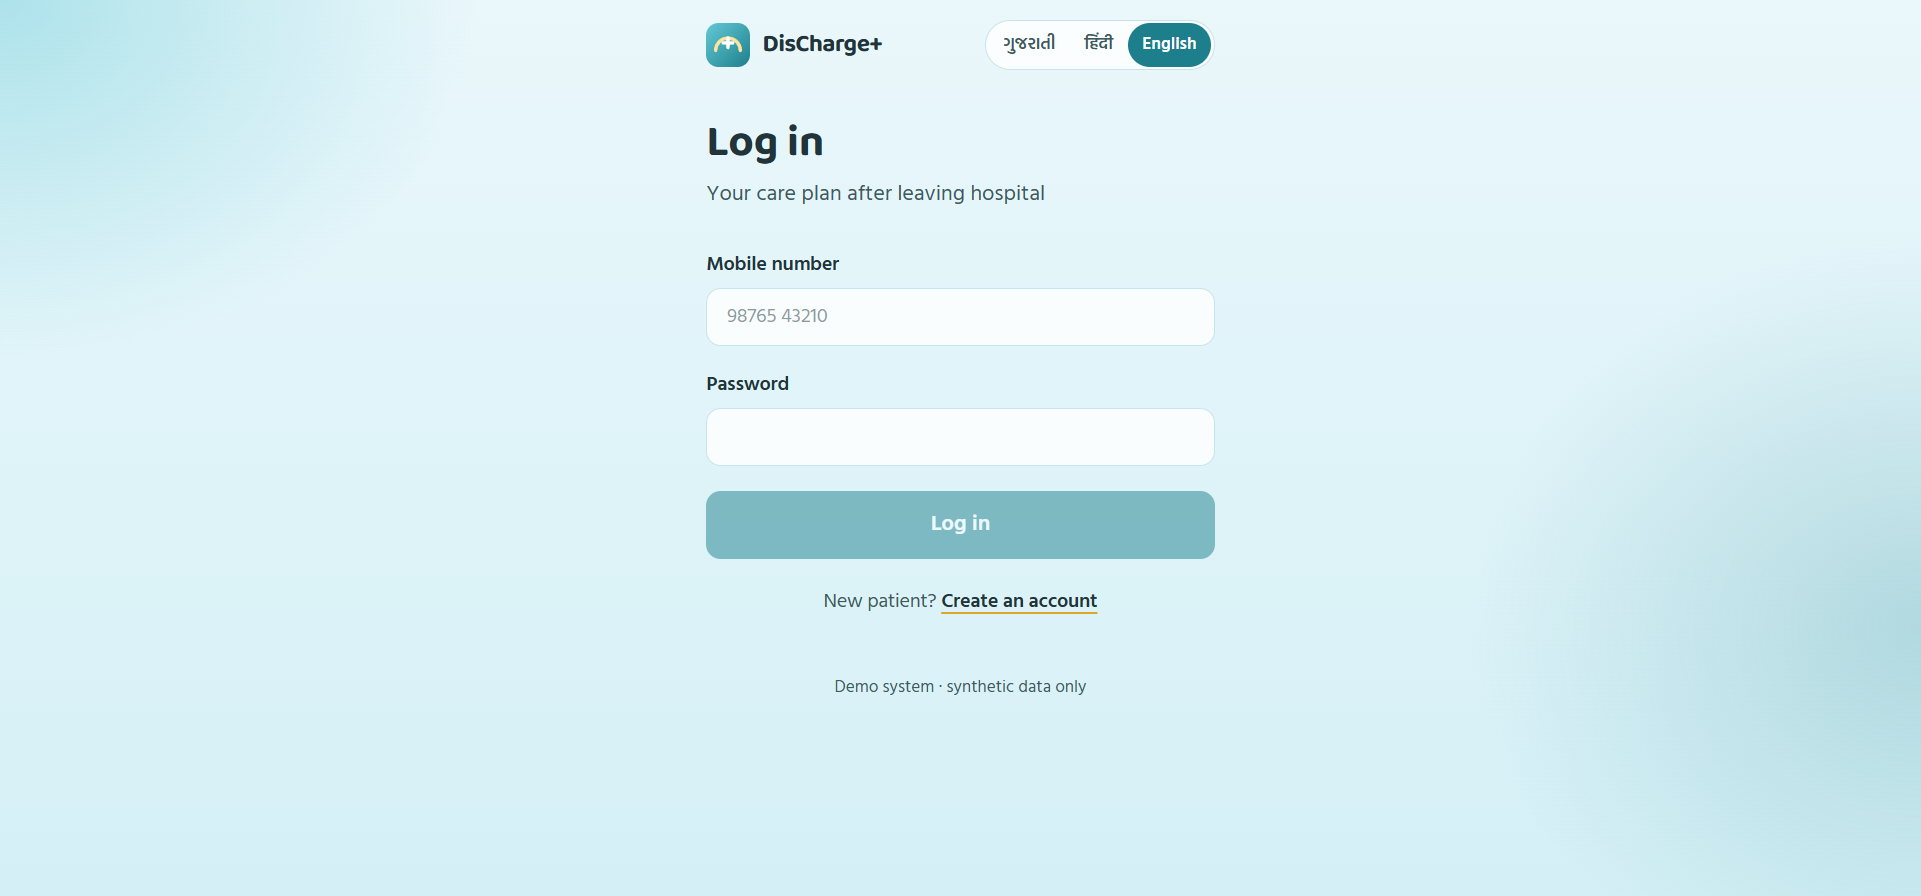 DisCharge+
ગુજરાતી हिंदी English
Log in
Your care plan after leaving hospital
Mobile number
98765 43210
Password
Log in
New patient? Create an account
Demo system · synthetic data only